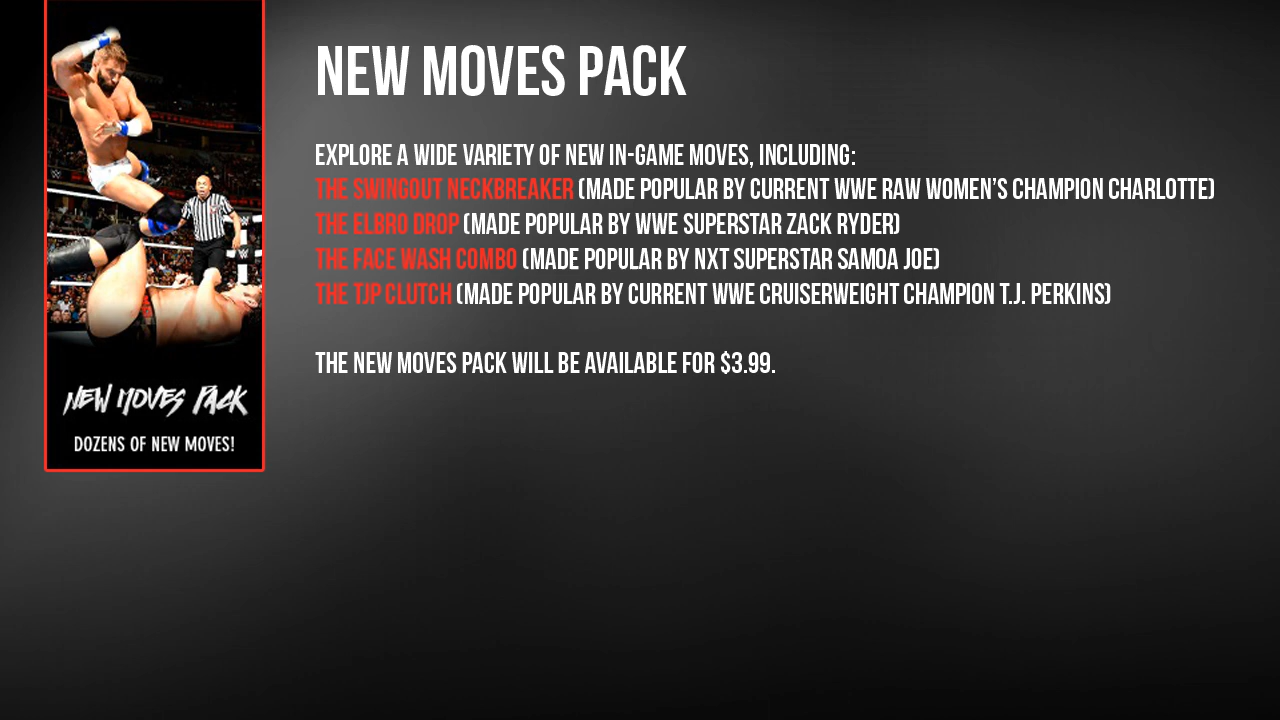 NEW MOVES PACK
EXPLORE A WIDE VARIETY OF NEW IN-GAME MOVES, INCLUDING:
THE SWINGOUT NECKBREAKER (MADE POPULAR BY CURRENT WWE RAW WOMEN'S CHAMPION CHARLOTTE)
THE ELBRO DROP (MADE POPULAR BY WWE SUPERSTAR ZACK RYDER)
THE FACE WASH COMBO (MADE POPULAR BY NXT SUPERSTAR SAMOA JOE)
THE TJP CLUTCH (MADE POPULAR BY CURRENT WWE CRUISERWEIGHT CHAMPION T.J. PERKINS)
THE NEW MOVES PACK WILL BE AVAILABLE FOR $3.99.
NEW MOVES PACK
DOZENS OF NEW MOVES!